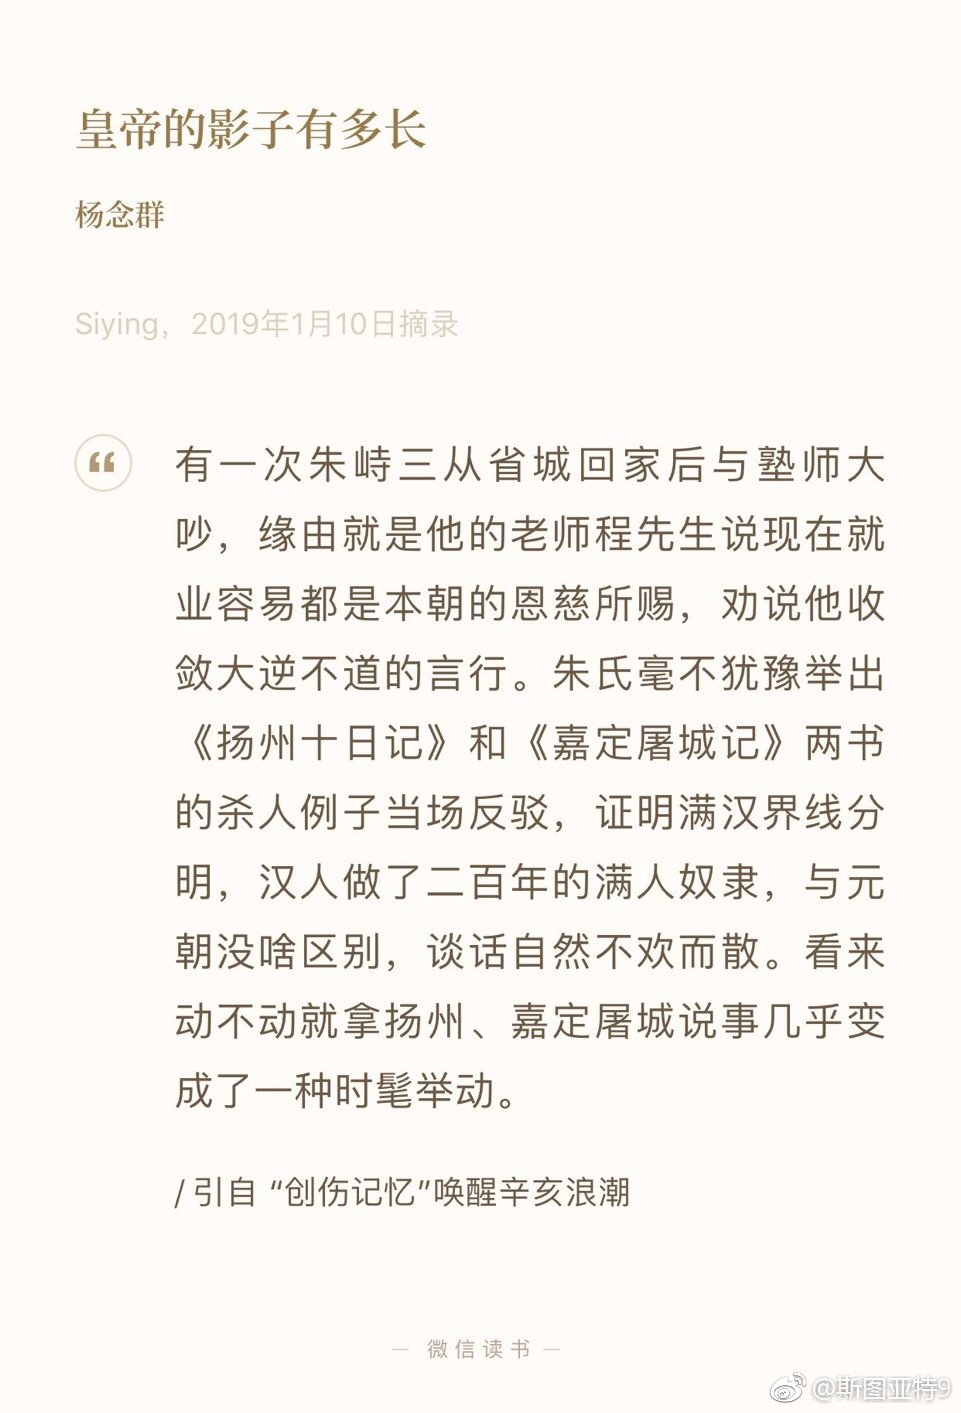 皇帝的影子有多长
杨念群
Siying，2019年1月10日摘录
有一次朱峙三从省城回家后与塾师大
吵，缘由就是他的老师程先生说现在就
业容易都是本朝的恩慈所赐，劝说他收
敛大逆不道的言行。朱氏毫不犹豫举出
《扬州十日记》和《嘉定屠城记》两书
的杀人例子当场反驳，证明满汉界线分
明，汉人做了二百年的满人奴隶，与元
朝没啥区别，谈话自然不欢而散。看来
动不动就拿扬州、嘉定屠城说事几乎变
成了一种时髦举动。
/ 引自 “创伤记忆”唤醒辛亥浪潮
— 微信读书 —
@斯图亚特9